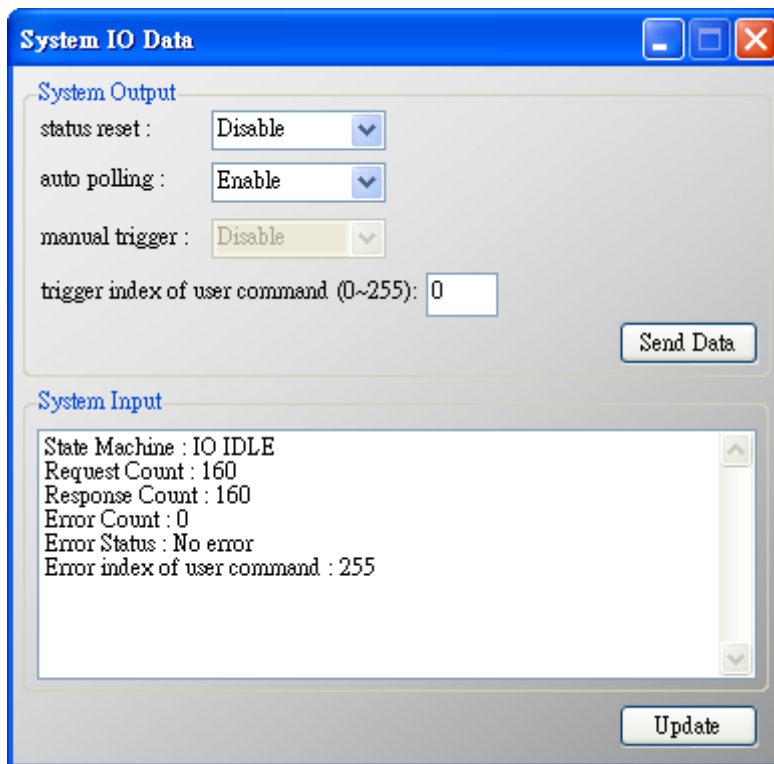 System IO Data
System Output
status reset : Disable
auto polling : Enable
manual trigger : Disable
trigger index of user command (0~255): 0
Send Data
System Input
State Machine : IO IDLE
Request Count : 160
Response Count : 160
Error Count : 0
Error Status : No error
Error index of user command : 255
Update